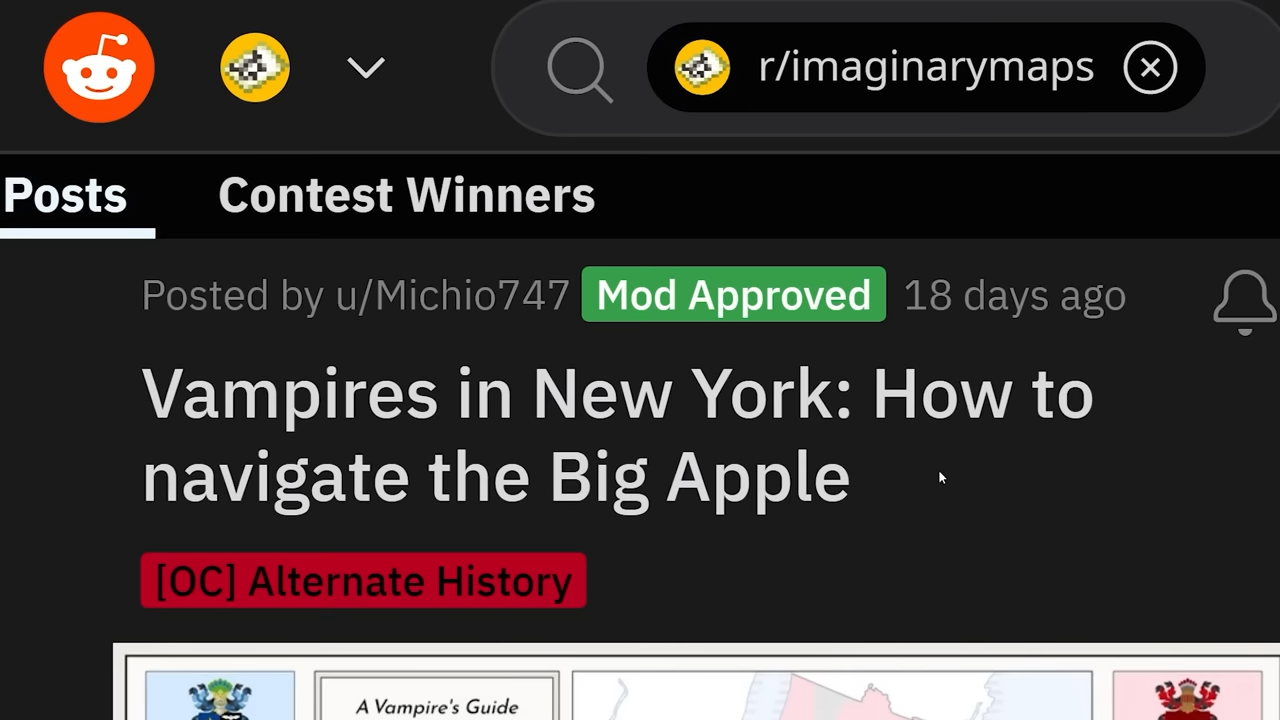 r/imaginarymaps
Posts Contest Winners
Posted by u/Michio747 Mod Approved 18 days ago
Vampires in New York: How to
navigate the Big Apple
[OC] Alternate History
A Vampire's Guide